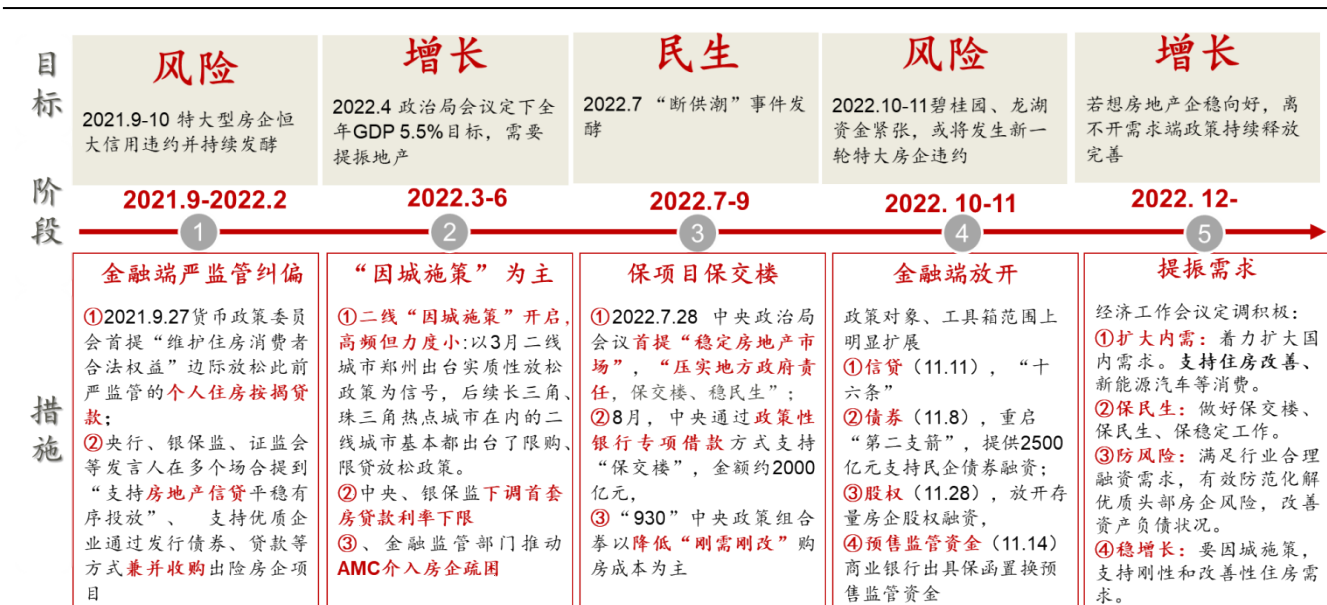 目
标
风险
2021.9-10 特大型房企恒
大信用违约并持续发酵
增长
2022.4 政治局会议定下全
年GDP 5.5%目标，需要
提振地产
民生
2022.7 “断供潮”事件发
酵
风险
2022.10-11碧桂园、龙湖
资金紧张，或将发生新一
轮特大房企违约
增长
若想房地产企稳向好，离
不开需求端政策持续释放
完善
阶
段
2021.9-2022.2
2022.3-6
2022.7-9
2022. 10-11
2022. 12-
1
2
3
4
5
措
施
金融端严监管纠偏
①2021.9.27货币政策委员
会首提“维护住房消费者
合法权益”边际放松此前
严监管的个人住房按揭贷
款；
②央行、银保监、证监会
等发言人在多个场合提到
“支持房地产信贷平稳有
序投放”、 支持优质企
业通过发行债券、贷款等
方式兼并收购出险房企项
目
“因城施策”为主
①二线“因城施策”开启，
高频但力度小:以3月二线
城市郑州出台实质性放松
政策为信号，后续长三角、
珠三角热点城市在内的二
线城市基本都出台了限购、
限贷放松政策。
②中央、银保监下调首套
房贷款利率下限
③、金融监管部门推动
AMC介入房企疏困
保项目保交楼
①2022.7.28 中央政治局
会议首提“稳定房地产市
场”，“压实地方政府责
任，保交楼、稳民生”；
②8月，中央通过政策性
银行专项借款方式支持
“保交楼”，金额约2000
亿元，
③“930”中央政策组合
拳以降低“刚需刚改”购
房成本为主
金融端放开
政策对象、工具箱范围上
明显扩展
①信贷（11.11），“十
六条”
②债券（11.8），重启
“第二支箭”，提供2500
亿元支持民企债券融资；
③股权（11.28），放开存
量房企股权融资，
④预售监管资金（11.14）
商业银行出具保函置换预
售监管资金
提振需求
经济工作会议定调积极：
①扩大内需：着力扩大国
内需求。支持住房改善、
新能源汽车等消费。
②保民生：做好保交楼、
保民生、保稳定工作。
③防风险：满足行业合理
融资需求，有效防范化解
优质头部房企风险，改善
资产负债状况。
④稳增长：要因城施策，
支持刚性和改善性住房需
求。